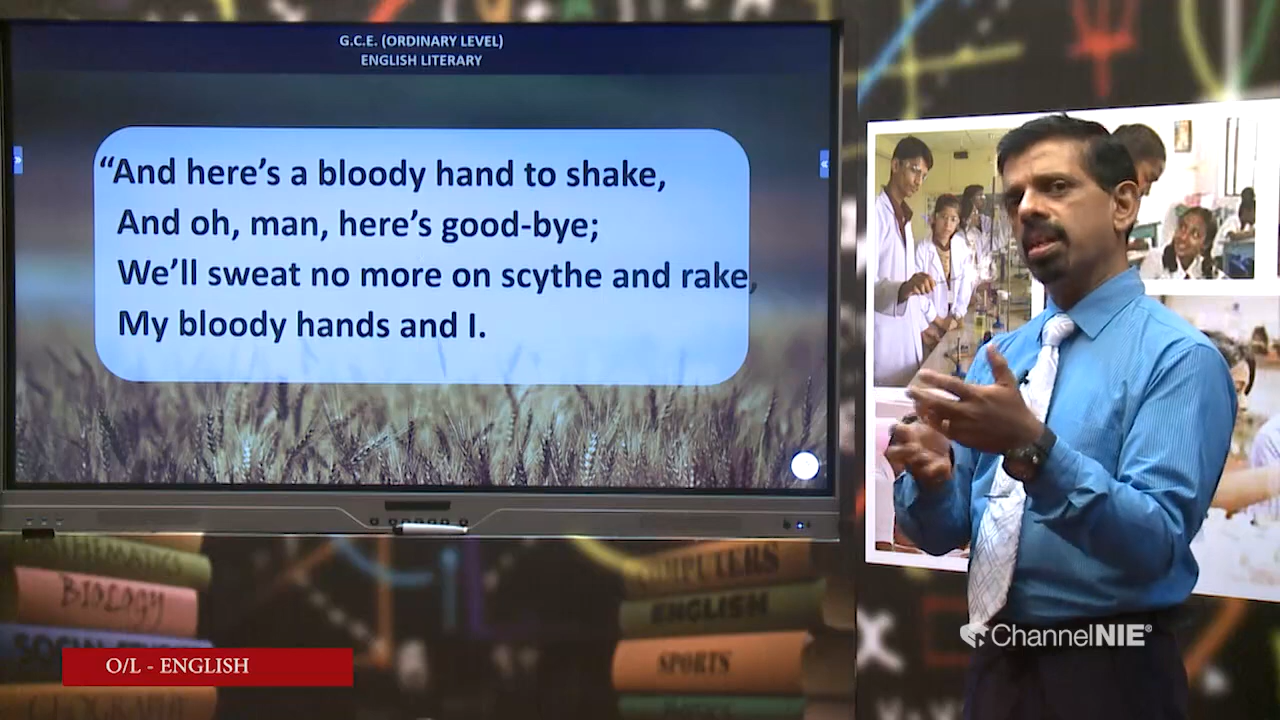 G.C.E. (ORDINARY LEVEL)
ENGLISH LITERARY
“And here’s a bloody hand to shake,
And oh, man, here’s good-bye;
We’ll sweat no more on scythe and rake,
My bloody hands and I.
MATHEMATICS
BIOLOGY
COMPUTERS
ENGLISH
SPORTS
O/L - ENGLISH
ChannelNIE®